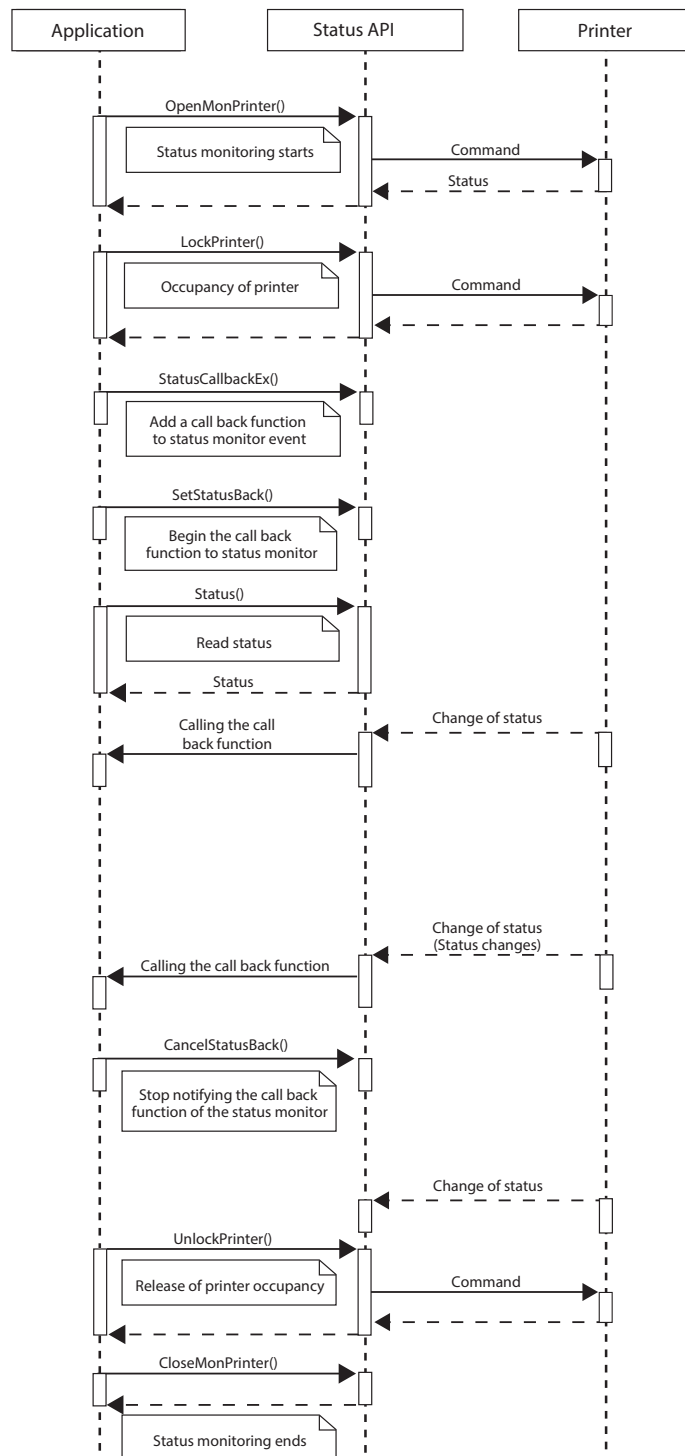 Application
Status API
Printer
OpenMonPrinter()
Status monitoring starts
Command
Status
LockPrinter()
Occupancy of printer
Command
StatusCallbackEx()
Add a call back function
to status monitor event
SetStatusBack()
Begin the call back
function to status monitor
Status()
Read status
Status
Change of status
Calling the call
back function
Change of status
(Status changes)
Calling the call back function
CancelStatusBack()
Stop notifying the call back
function of the status monitor
Change of status
UnlockPrinter()
Release of printer occupancy
Command
CloseMonPrinter()
Status monitoring ends